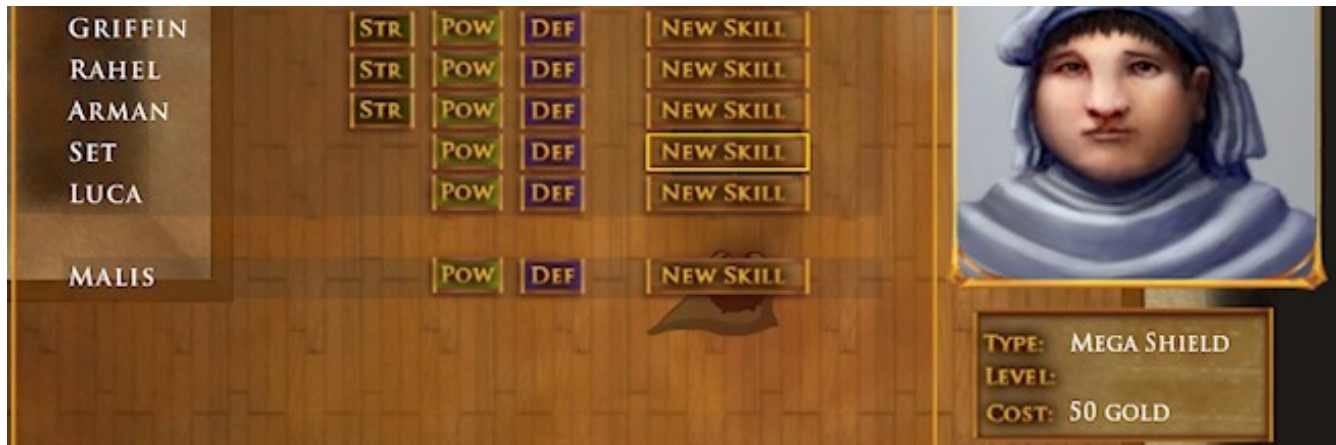 GRIFFIN STR POW DEF NEW SKILL
RAHEL STR POW DEF NEW SKILL
ARMAN STR POW DEF NEW SKILL
SET POW DEF NEW SKILL
LUCA POW DEF NEW SKILL
MALIS POW DEF NEW SKILL
TYPE: MEGA SHIELD
LEVEL:
COST: 50 GOLD